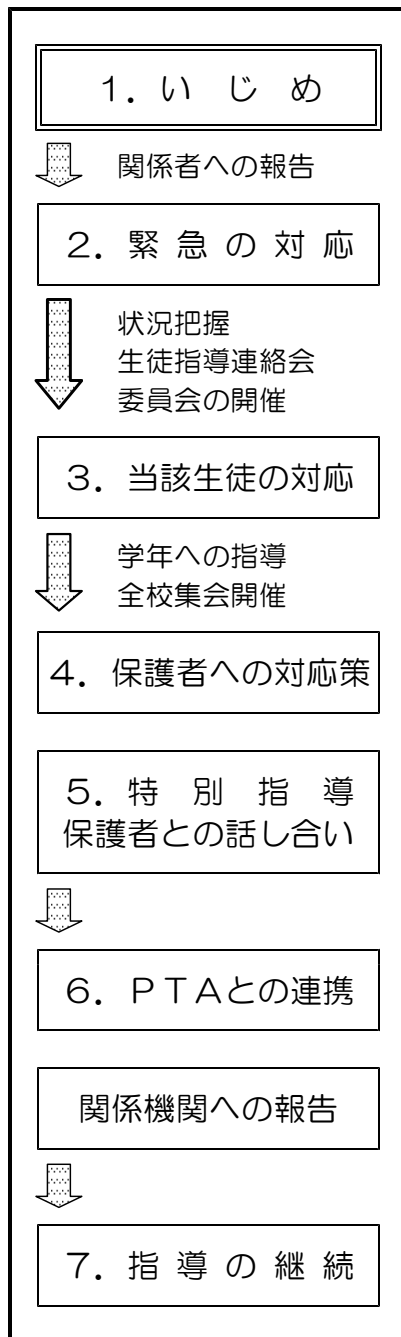 1. い じ め
関係者への報告
2. 緊 急 の 対 応
状況把握
生徒指導連絡会
委員会の開催
3. 当該生徒の対応
学年への指導
全校集会開催
4. 保護者への対応策
5. 特 別 指 導
保護者との話し合い
6. PTAとの連携
関係機関への報告
7. 指 導 の 継 続